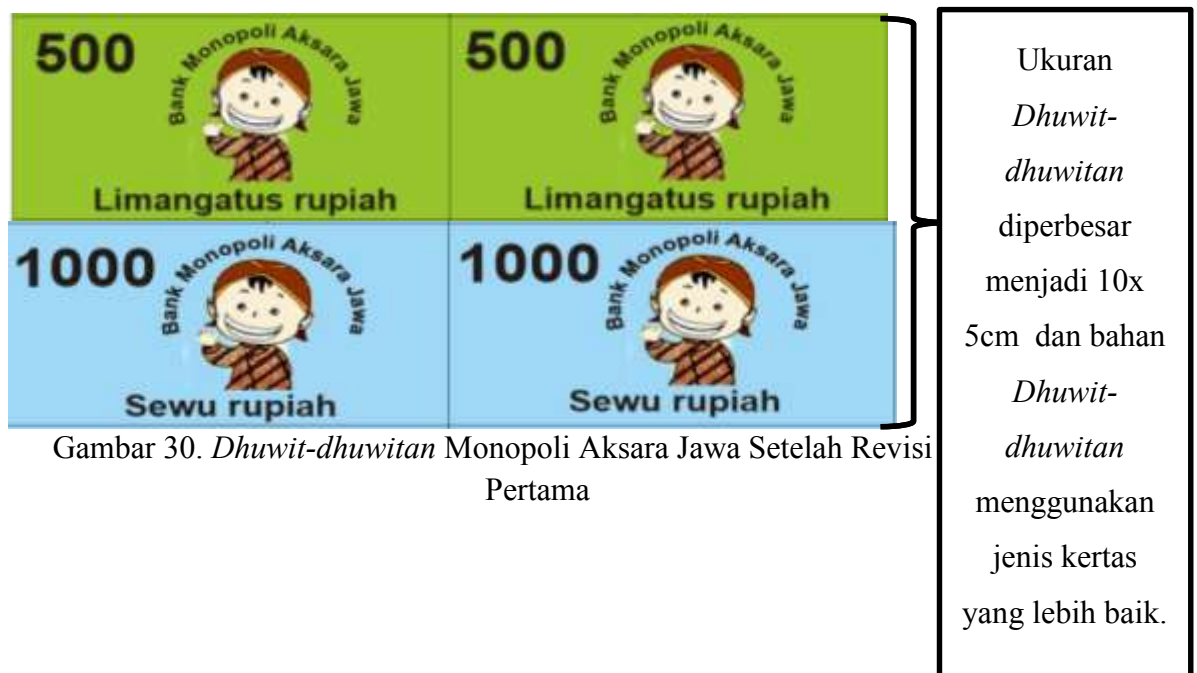 500
Bank Monopoli Aksara Jawa
Limangatus rupiah
500
Bank Monopoli Aksara Jawa
Limangatus rupiah
1000
Bank Monopoli Aksara Jawa
Sewu rupiah
1000
Bank Monopoli Aksara Jawa
Sewu rupiah
Gambar 30. Dhuwit-dhuwitan Monopoli Aksara Jawa Setelah Revisi
Pertama
Ukuran
Dhuwit-
dhuwitan
diperbesar
menjadi 10x
5cm dan bahan
Dhuwit-
dhuwitan
menggunakan
jenis kertas
yang lebih baik.